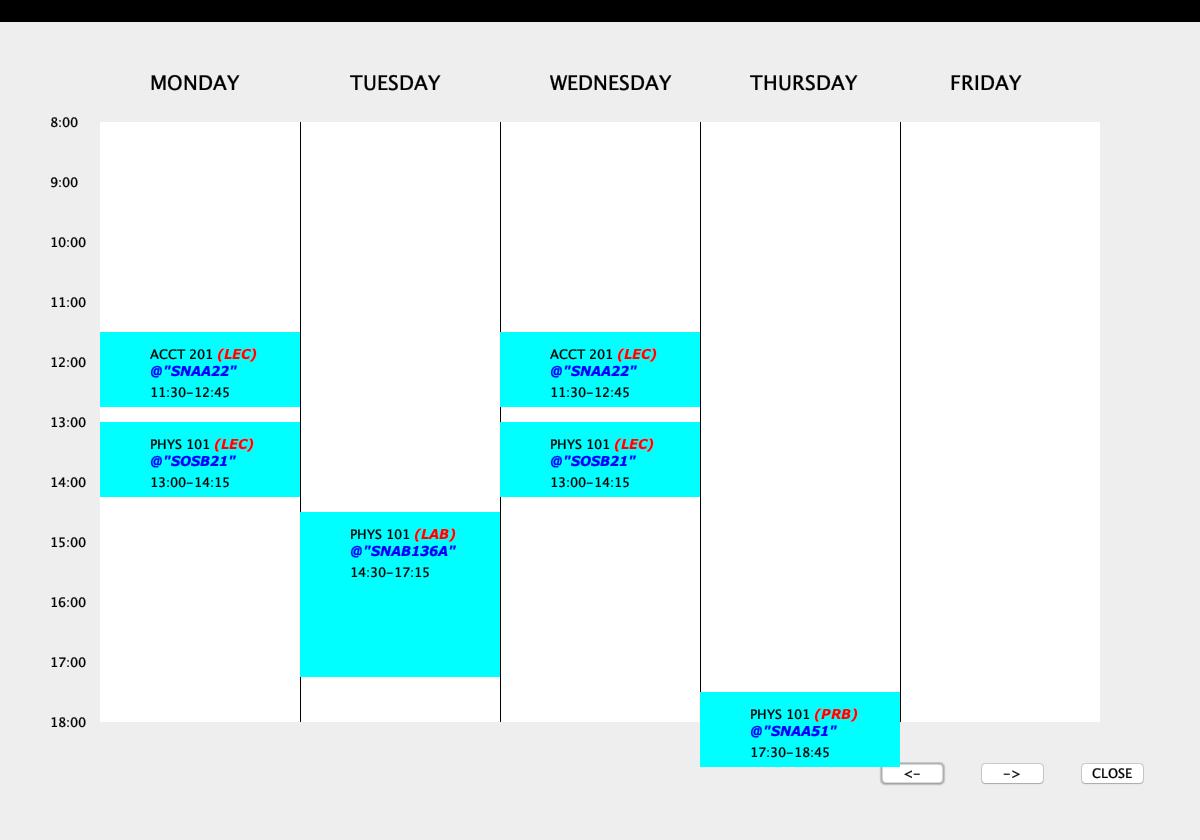 MONDAY TUESDAY WEDNESDAY THURSDAY FRIDAY
8:00
9:00
10:00
11:00
12:00
13:00
14:00
15:00
16:00
17:00
18:00
ACCT 201 (LEC)
@"SNAA22"
11:30-12:45
PHYS 101 (LEC)
@"SOSB21"
13:00-14:15
PHYS 101 (LAB)
@"SNAB136A"
14:30-17:15
ACCT 201 (LEC)
@"SNAA22"
11:30-12:45
PHYS 101 (LEC)
@"SOSB21"
13:00-14:15
PHYS 101 (PRB)
@"SNAA51"
17:30-18:45
<- -> CLOSE